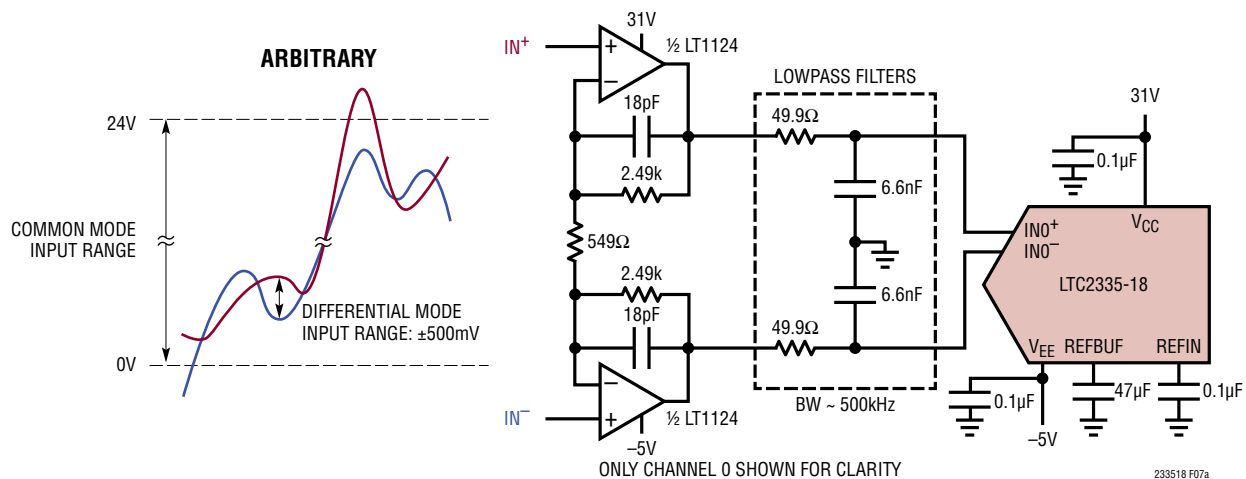 ARBITRARY
24V
COMMON MODE
INPUT RANGE
0V
DIFFERENTIAL MODE
INPUT RANGE: ±500mV
IN+
31V
½ LT1124
+
–
18pF
2.49k
549Ω
2.49k
18pF
–
+
IN–
½ LT1124
–5V
LOWPASS FILTERS
49.9Ω
6.6nF
6.6nF
49.9Ω
BW ~ 500kHz
31V
0.1µF
VCC
IN0+
IN0–
LTC2335-18
VEE
REFBUF
REFIN
0.1µF
47µF
0.1µF
–5V
ONLY CHANNEL 0 SHOWN FOR CLARITY
233518 F07a